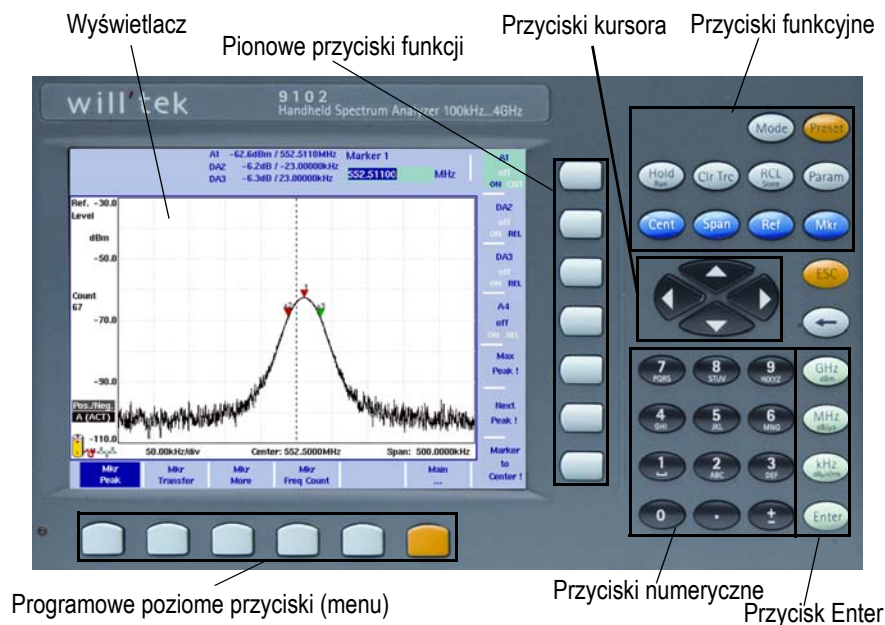 Wyświetlacz
Pionowe przyciski funkcji
Przyciski kursora
Przyciski funkcyjne
will'tek
9102
Handheld Spectrum Analyzer 100kHz...4GHz
A1 -62.6dBm / 552.5110MHz
DA2 -6.2dB / -23.00000kHz
DA3 -6.3dB / 23.00000kHz
Marker 1
552.51100 MHz
A1
off
ON CNT
DA2
off
ON REL
DA3
off
ON REL
A4
off
ON REL
Max
Peak !
Next
Peak !
Marker
to
Center !
Ref. -30.0
Level
dBm
-50.0
Count
67
-70.0
-90.0
Pos./Neg.
A (ACT)
-110.0
1
50.00kHz/div Center: 552.5000MHz Span: 500.0000kHz
Mkr
Peak
Mkr
Transfer
Mkr
More
Mkr
Freq Count
Main
...
Mode Preset
Hold
Run
Clr Trc
RCL
Store
Param
Cent Span Ref Mkr
ESC
7
PQRS
8
STUV
9
WXYZ
GHz
dBm
4
GHI
5
JKL
6
MNO
MHz
dB/µs
1
2
ABC
3
DEF
kHz
0 . ± Enter
Programowe poziome przyciski (menu)
Przyciski numeryczne
Przycisk Enter